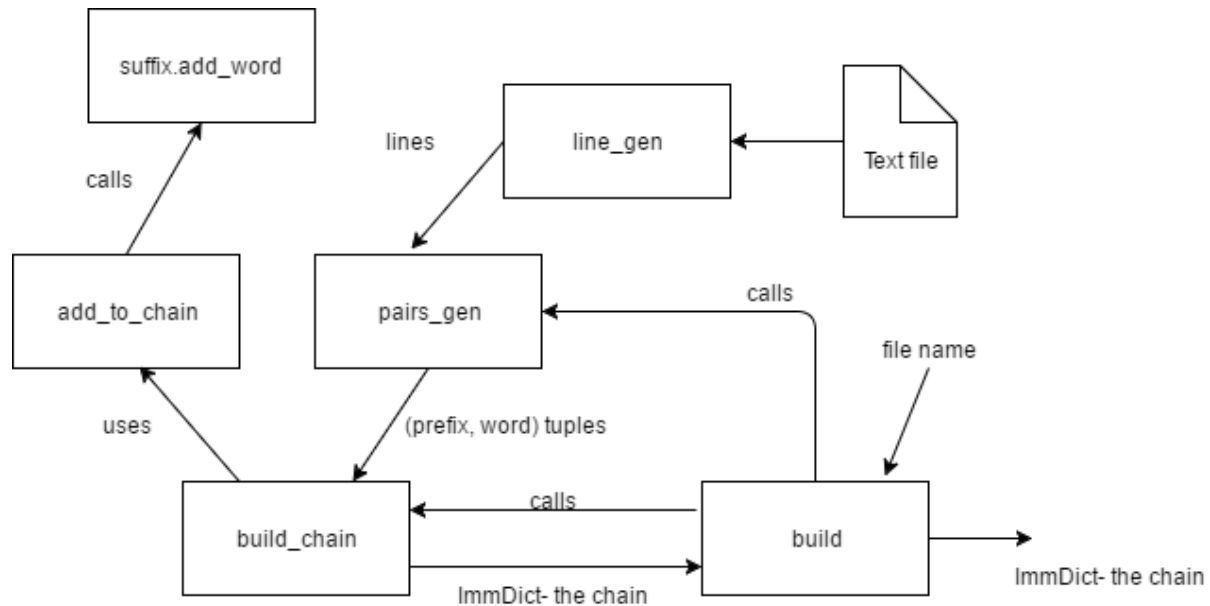 suffix.add_word
line_gen
Text file
lines
calls
add_to_chain
pairs_gen
calls
file name
uses
(prefix, word) tuples
build_chain
calls
build
ImmDict- the chain
ImmDict- the chain